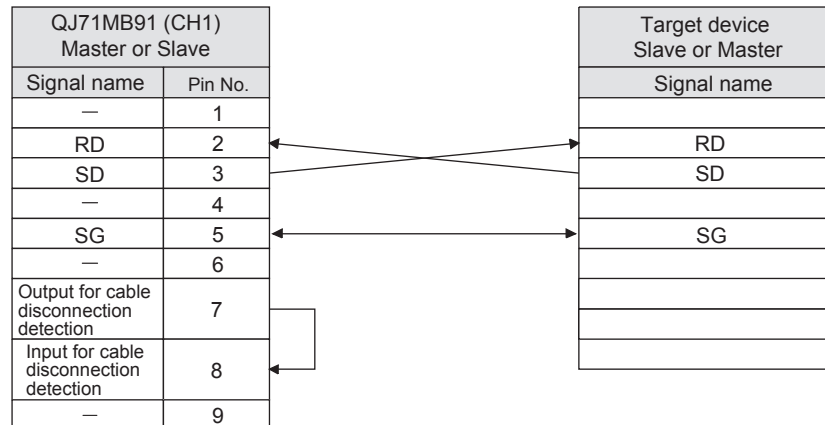 QJ71MB91 (CH1)
Master or Slave
Signal name Pin No.
— 1
RD 2
SD 3
— 4
SG 5
— 6
Output for cable
disconnection
detection
7
Input for cable
disconnection
detection
8
— 9
Target device
Slave or Master
Signal name
RD
SD
SG